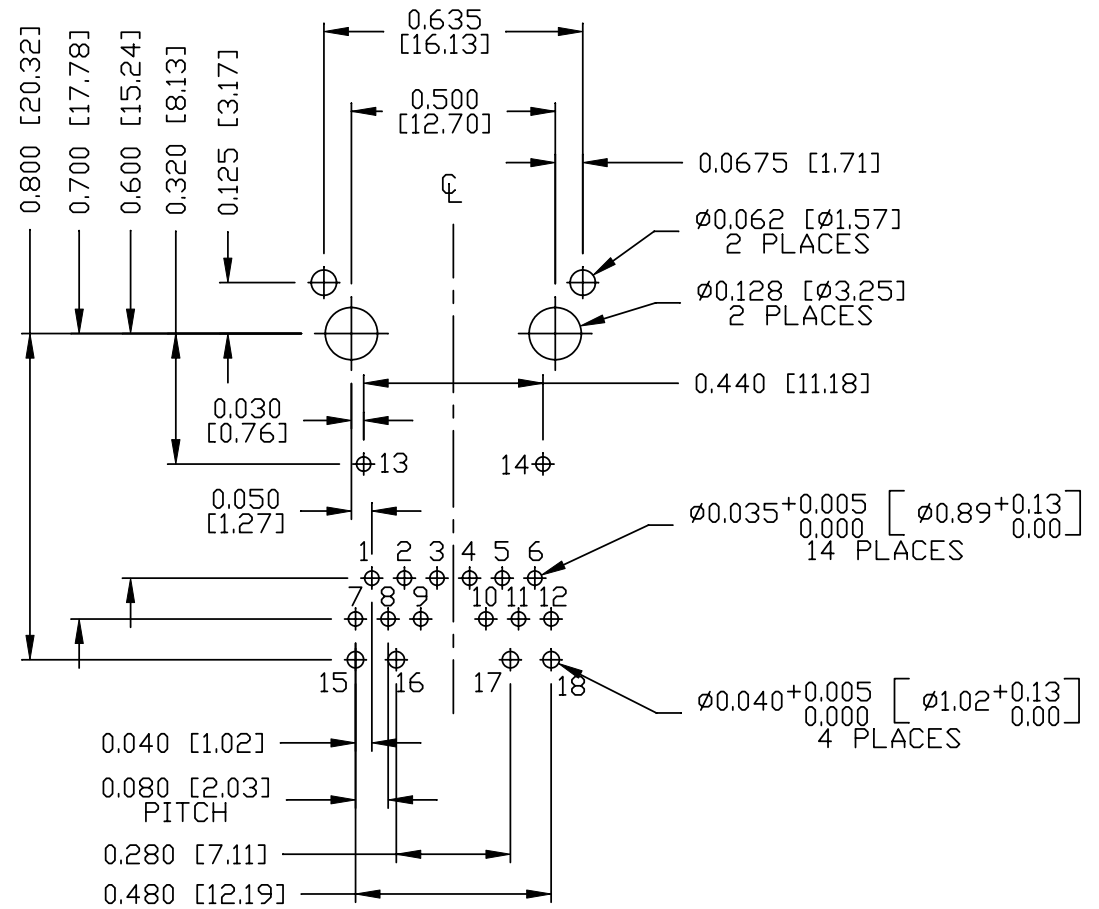 0.635
[16.13]
0.500
[12.70]
0.800 [20.32]
0.700 [17.78]
0.600 [15.24]
0.320 [8.13]
0.125 [3.17]
℄
0.0675 [1.71]
Ø0.062 [Ø1.57]
2 PLACES
Ø0.128 [Ø3.25]
2 PLACES
0.440 [11.18]
0.030
[0.76]
13
14
0.050
[1.27]
Ø0.035+0.005 [Ø0.89+0.13]
0.000 0.00
14 PLACES
1 2 3 4 5 6
7 8 9 10 11 12
15 16 17 18
Ø0.040+0.005 [Ø1.02+0.13]
0.000 0.00
4 PLACES
0.040 [1.02]
0.080 [2.03]
PITCH
0.280 [7.11]
0.480 [12.19]